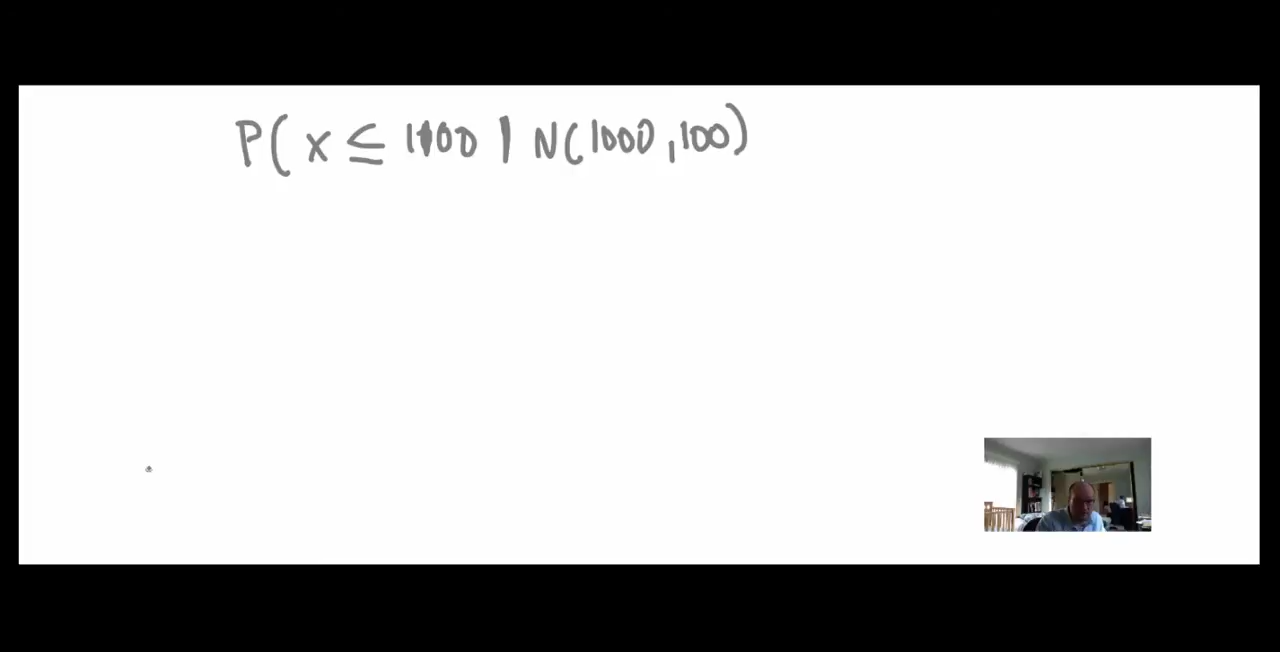 P( x ≤ 1100 | N(1000,100)